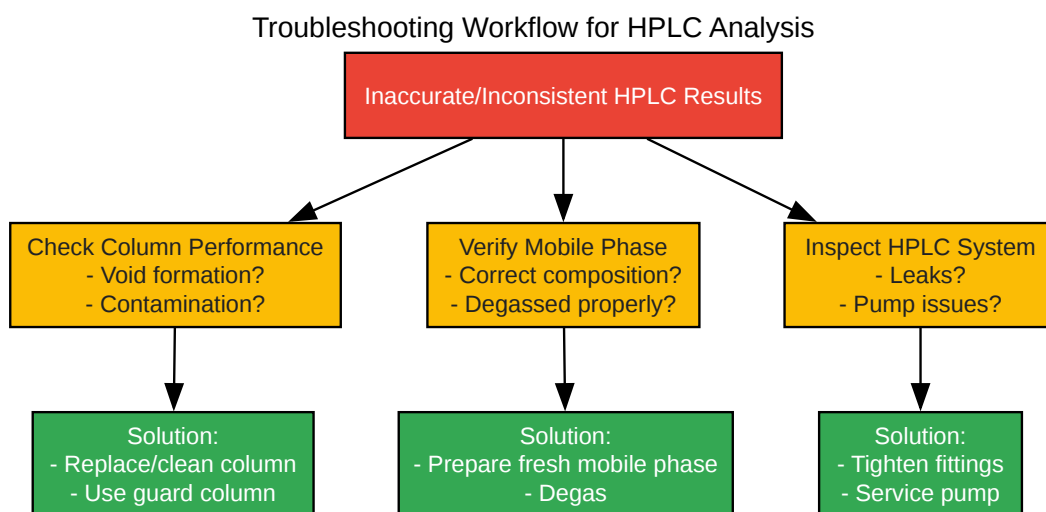 Troubleshooting Workflow for HPLC Analysis
Inaccurate/Inconsistent HPLC Results
Check Column Performance
- Void formation?
- Contamination?
Verify Mobile Phase
- Correct composition?
- Degassed properly?
Inspect HPLC System
- Leaks?
- Pump issues?
Solution:
- Replace/clean column
- Use guard column
Solution:
- Prepare fresh mobile phase
- Degas
Solution:
- Tighten fittings
- Service pump